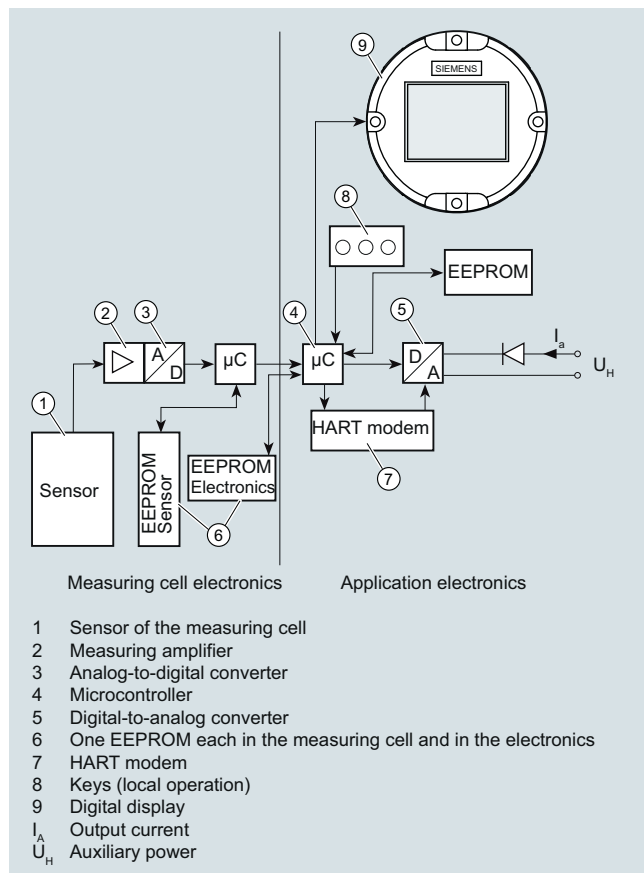 9
SIEMENS
8
EEPROM
2
3
4
5
A
D
µC
µC
D
A
Iₐ
U_H
1
Sensor
EEPROM
Sensor
EEPROM
Electronics
6
HART modem
7
Measuring cell electronics
Application electronics
1 Sensor of the measuring cell
2 Measuring amplifier
3 Analog-to-digital converter
4 Microcontroller
5 Digital-to-analog converter
6 One EEPROM each in the measuring cell and in the electronics
7 HART modem
8 Keys (local operation)
9 Digital display
I_A Output current
U_H Auxiliary power